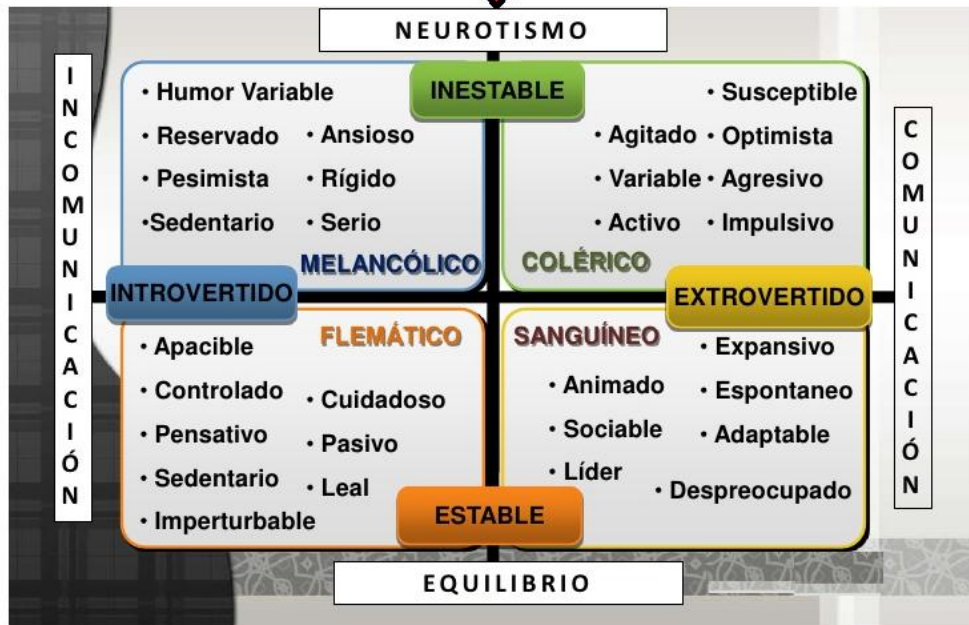 NEUROTISMO
INCOMUNICACIÓN
COMUNICACIÓN
INESTABLE
• Humor Variable
• Reservado • Ansioso
• Pesimista • Rígido
•Sedentario • Serio
MELANCÓLICO
• Susceptible
• Agitado • Optimista
• Variable • Agresivo
• Activo • Impulsivo
COLÉRICO
INTROVERTIDO
EXTROVERTIDO
FLEMÁTICO
• Apacible
• Controlado • Cuidadoso
• Pensativo • Pasivo
• Sedentario • Leal
• Imperturbable
SANGUÍNEO
• Expansivo
• Animado • Espontaneo
• Sociable • Adaptable
• Líder • Despreocupado
ESTABLE
EQUILIBRIO